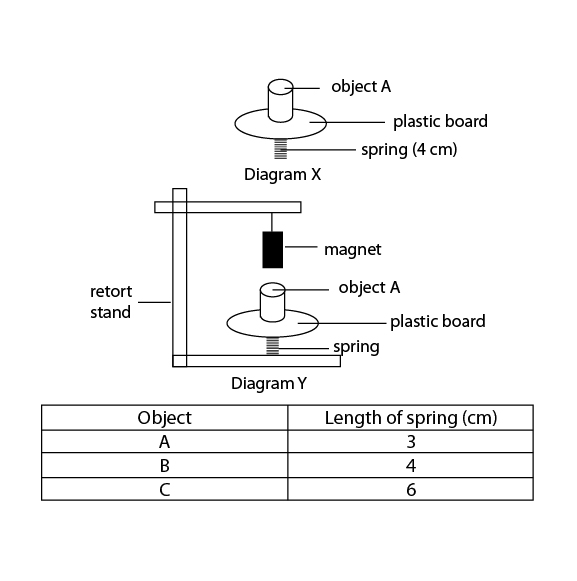 object A
plastic board
spring (4 cm)
Diagram X
magnet
object A
retort
stand
plastic board
spring
Diagram Y
Object Length of spring (cm)
A 3
B 4
C 6